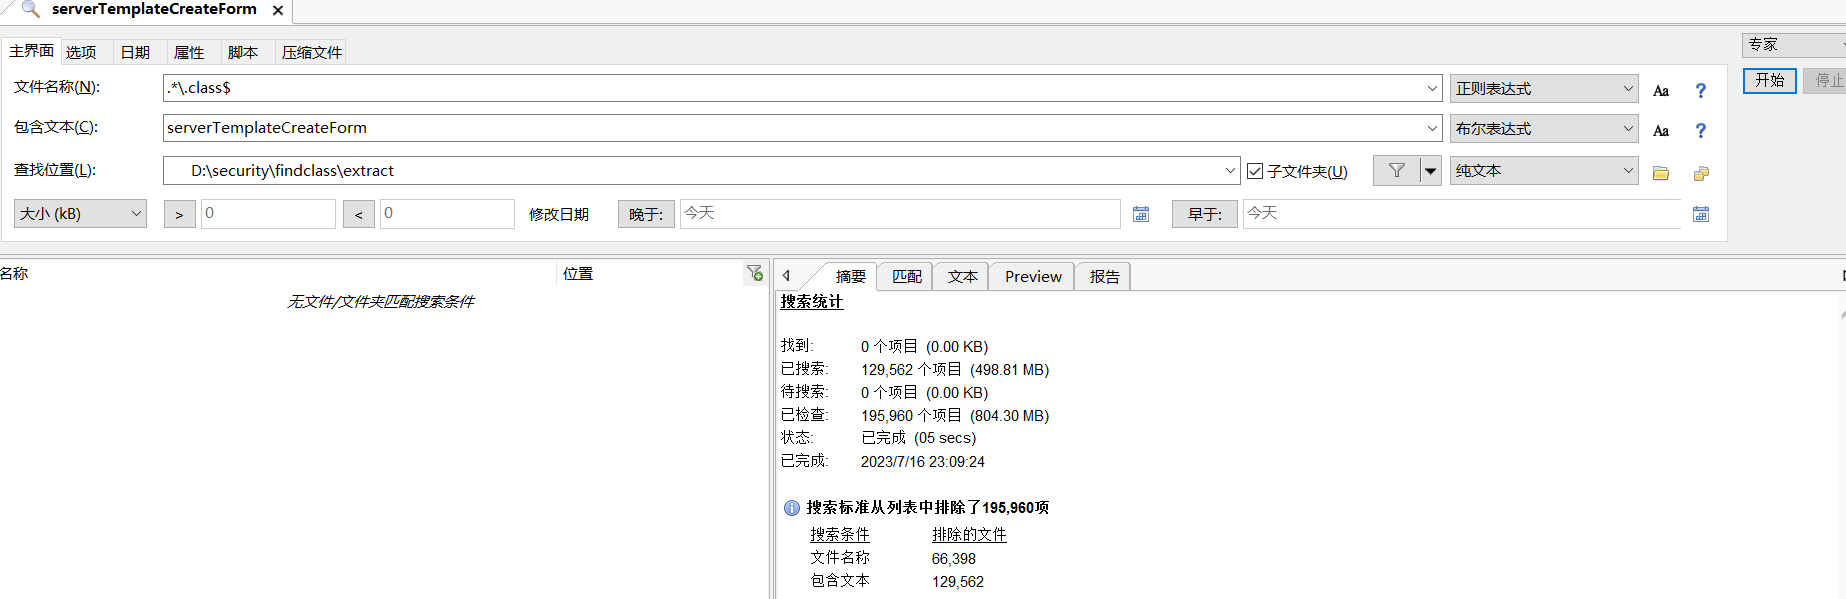 serverTemplateCreateForm
主界面 选项 日期 属性 脚本 压缩文件
专家
文件名称(N): .*\.class$ 正则表达式 Aa ? 开始 停止
包含文本(C): serverTemplateCreateForm 布尔表达式 Aa ?
查找位置(L): D:\security\findclass\extract 子文件夹(U) 纯文本
大小 (kB) > 0 < 0 修改日期 晚于: 今天 早于: 今天
名称 位置 摘要 匹配 文本 Preview 报告
无文件/文件夹匹配搜索条件
搜索统计
找到: 0 个项目 (0.00 KB)
已搜索: 129,562 个项目 (498.81 MB)
待搜索: 0 个项目 (0.00 KB)
已检查: 195,960 个项目 (804.30 MB)
状态: 已完成 (05 secs)
已完成: 2023/7/16 23:09:24
搜索标准从列表中排除了195,960项
搜索条件 排除的文件
文件名称 66,398
包含文本 129,562